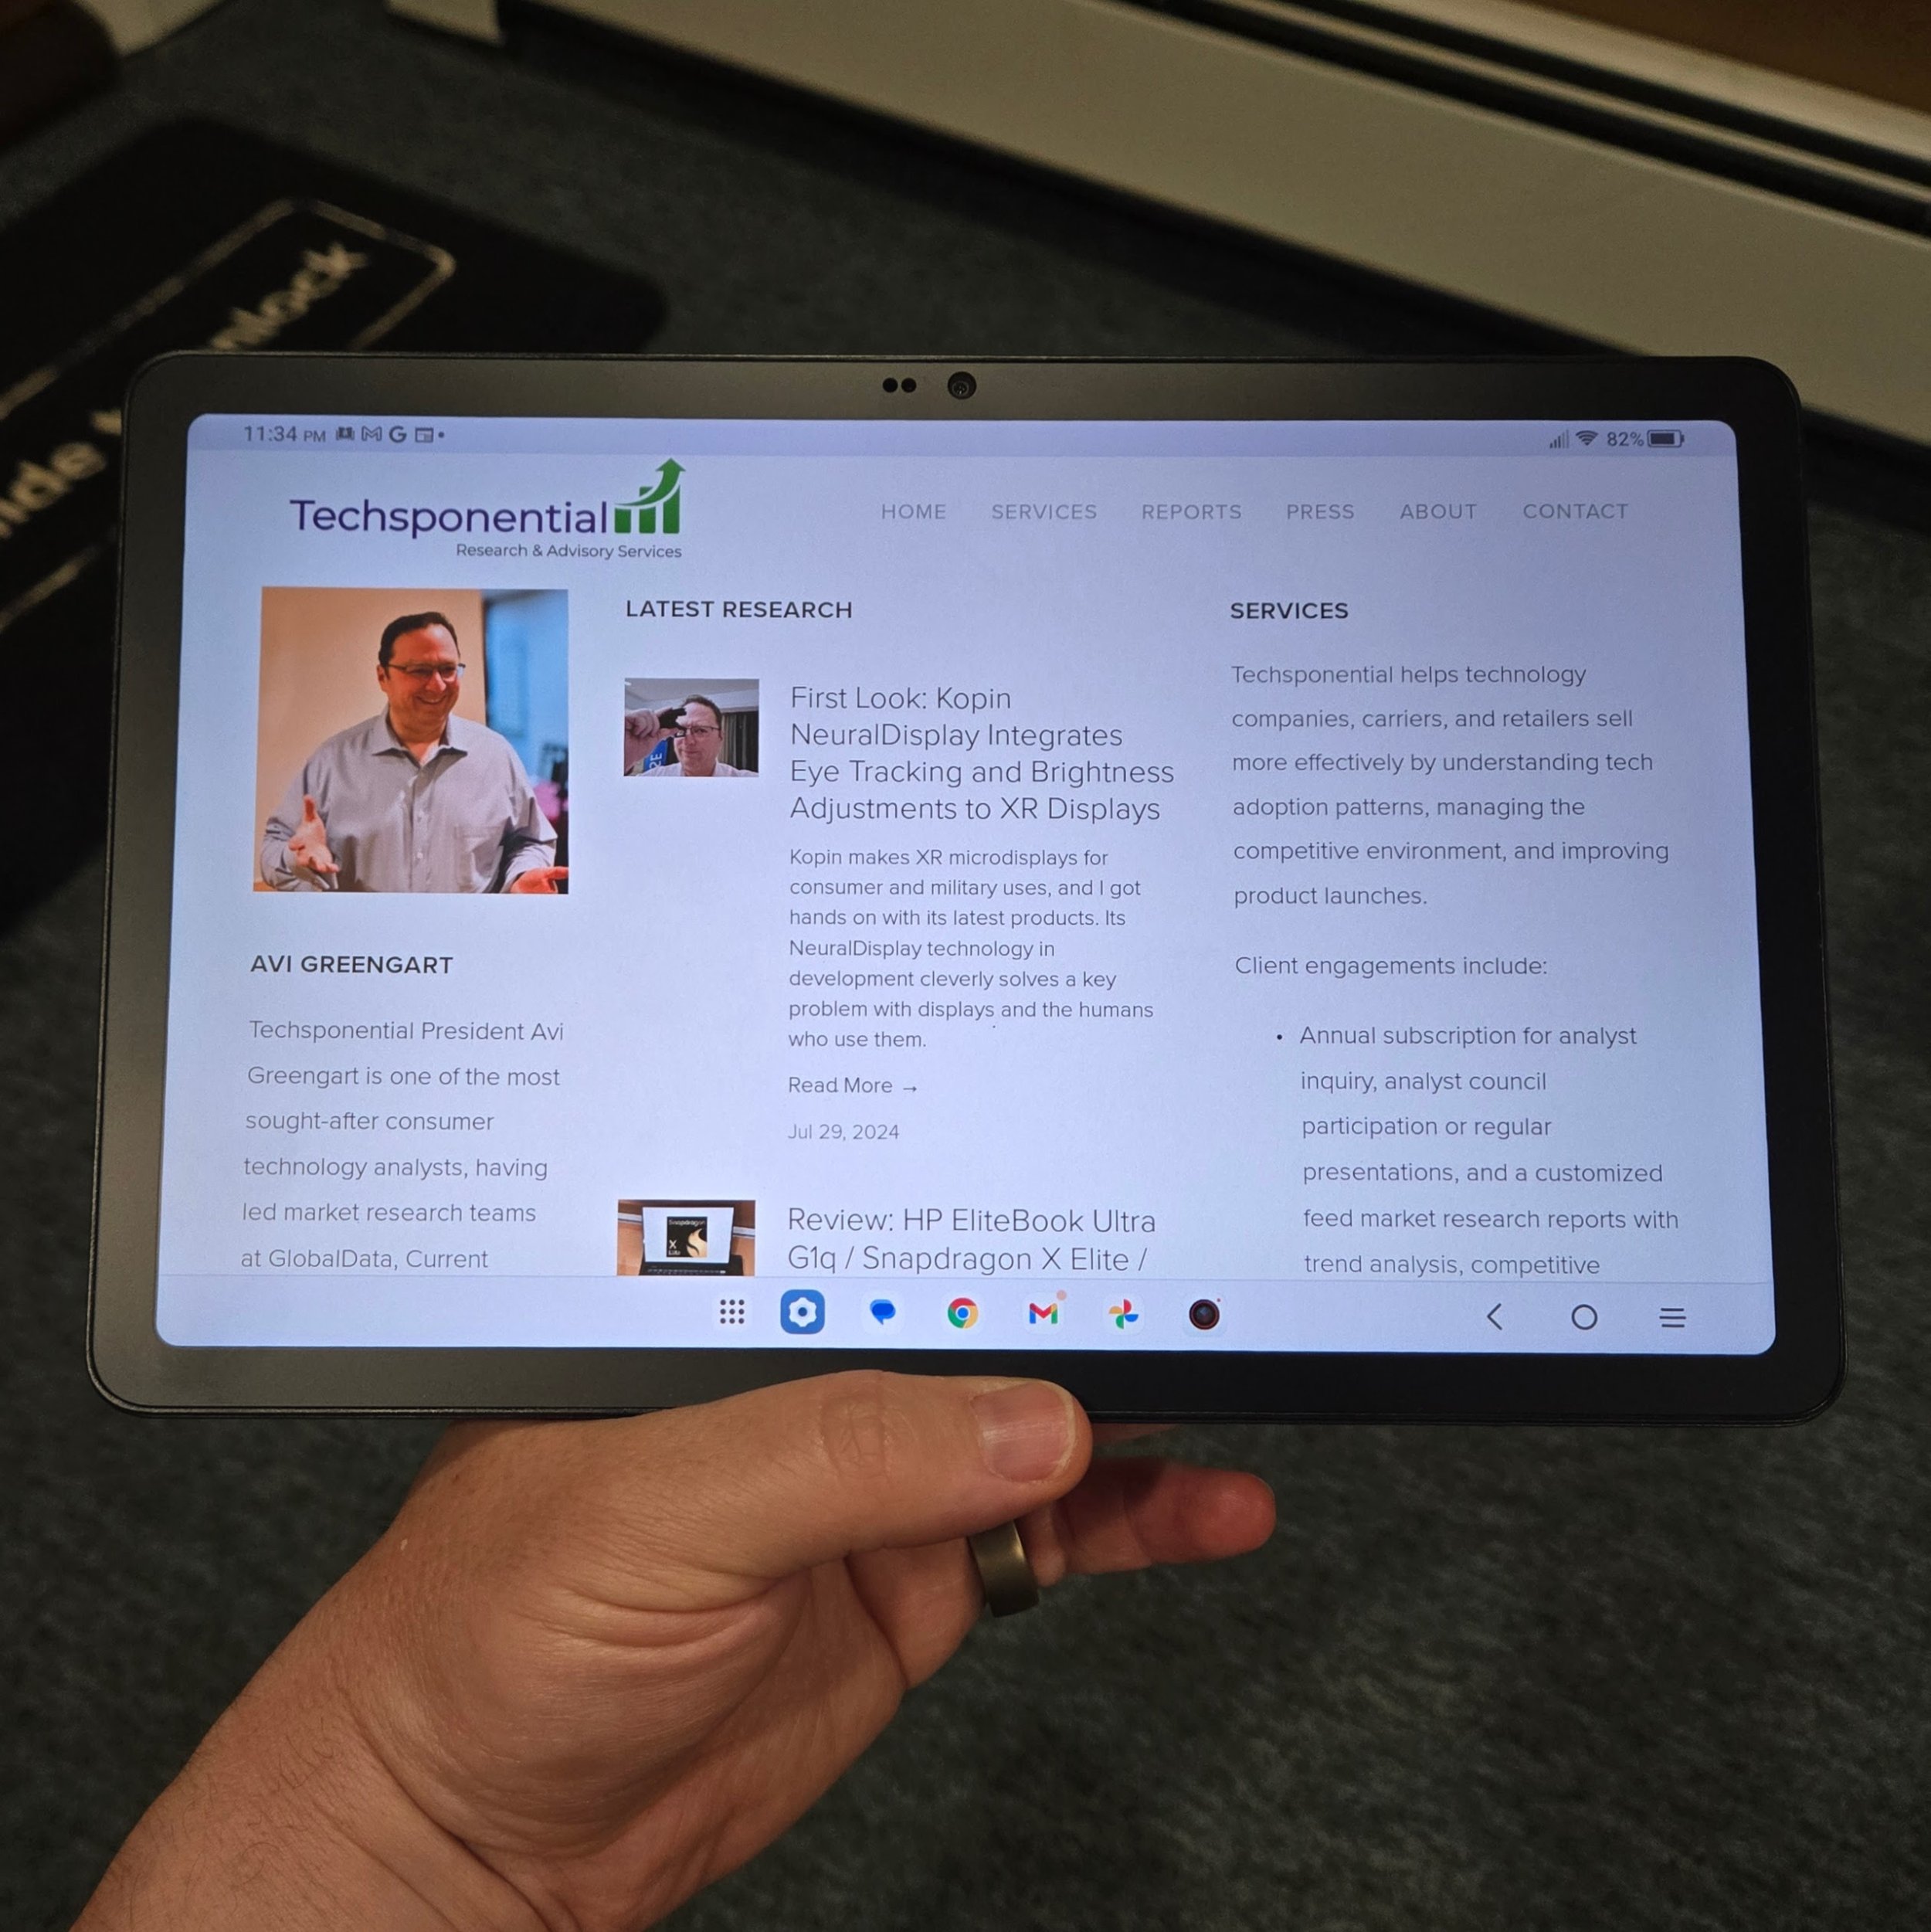 11:34 PM
82%
Techsponential
Research & Advisory Services
HOME SERVICES REPORTS PRESS ABOUT CONTACT
AVI GREENGART
Techsponential President Avi
Greengart is one of the most
sought-after consumer
technology analysts, having
led market research teams
at GlobalData, Current
LATEST RESEARCH
First Look: Kopin
NeuralDisplay Integrates
Eye Tracking and Brightness
Adjustments to XR Displays
Kopin makes XR microdisplays for
consumer and military uses, and I got
hands on with its latest products. Its
NeuralDisplay technology in
development cleverly solves a key
problem with displays and the humans
who use them.
Read More →
Jul 29, 2024
Snapdragon
X
Elite
Review: HP EliteBook Ultra
G1q / Snapdragon X Elite /
SERVICES
Techsponential helps technology
companies, carriers, and retailers sell
more effectively by understanding tech
adoption patterns, managing the
competitive environment, and improving
product launches.
Client engagements include:
• Annual subscription for analyst
inquiry, analyst council
participation or regular
presentations, and a customized
feed market research reports with
trend analysis, competitive